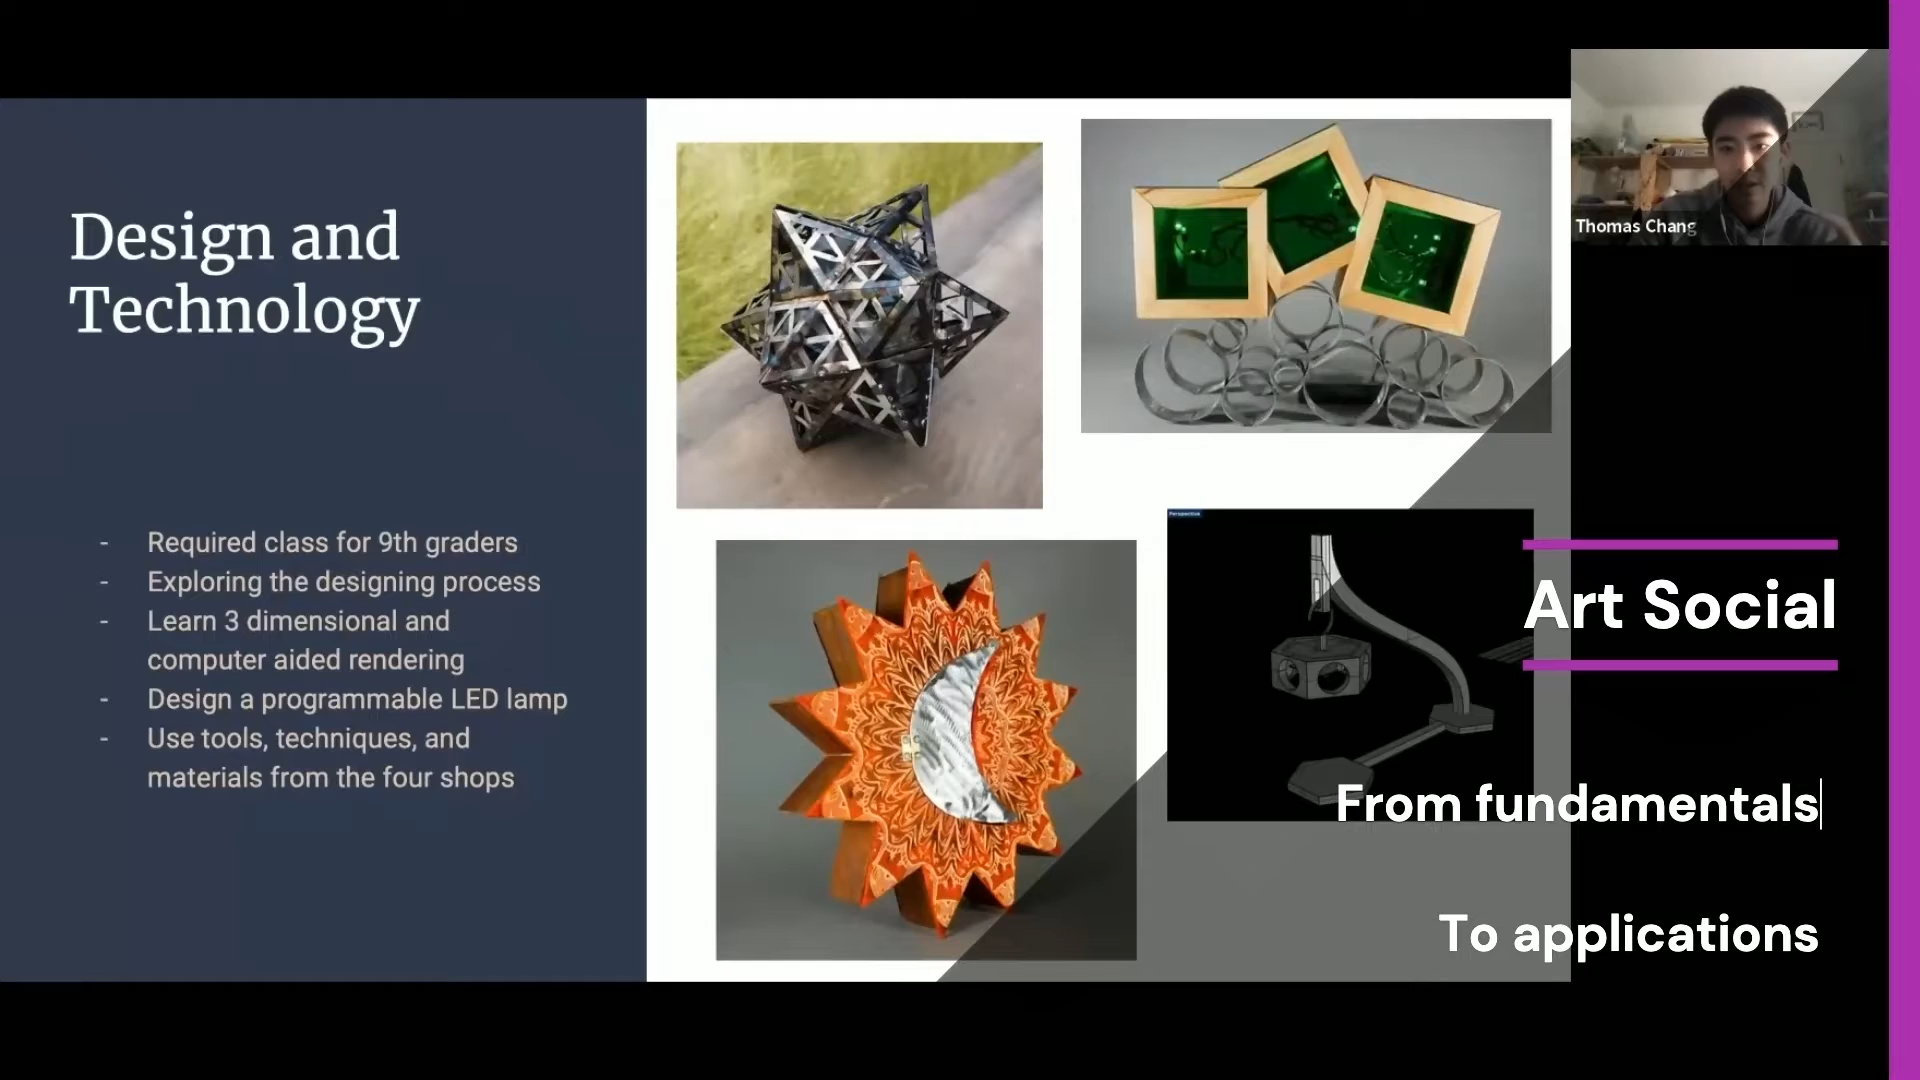 Design and
Technology
- Required class for 9th graders
- Exploring the designing process
- Learn 3 dimensional and
computer aided rendering
- Design a programmable LED lamp
- Use tools, techniques, and
materials from the four shops
Perspective
Thomas Chang
Art Social
From fundamentals
To applications